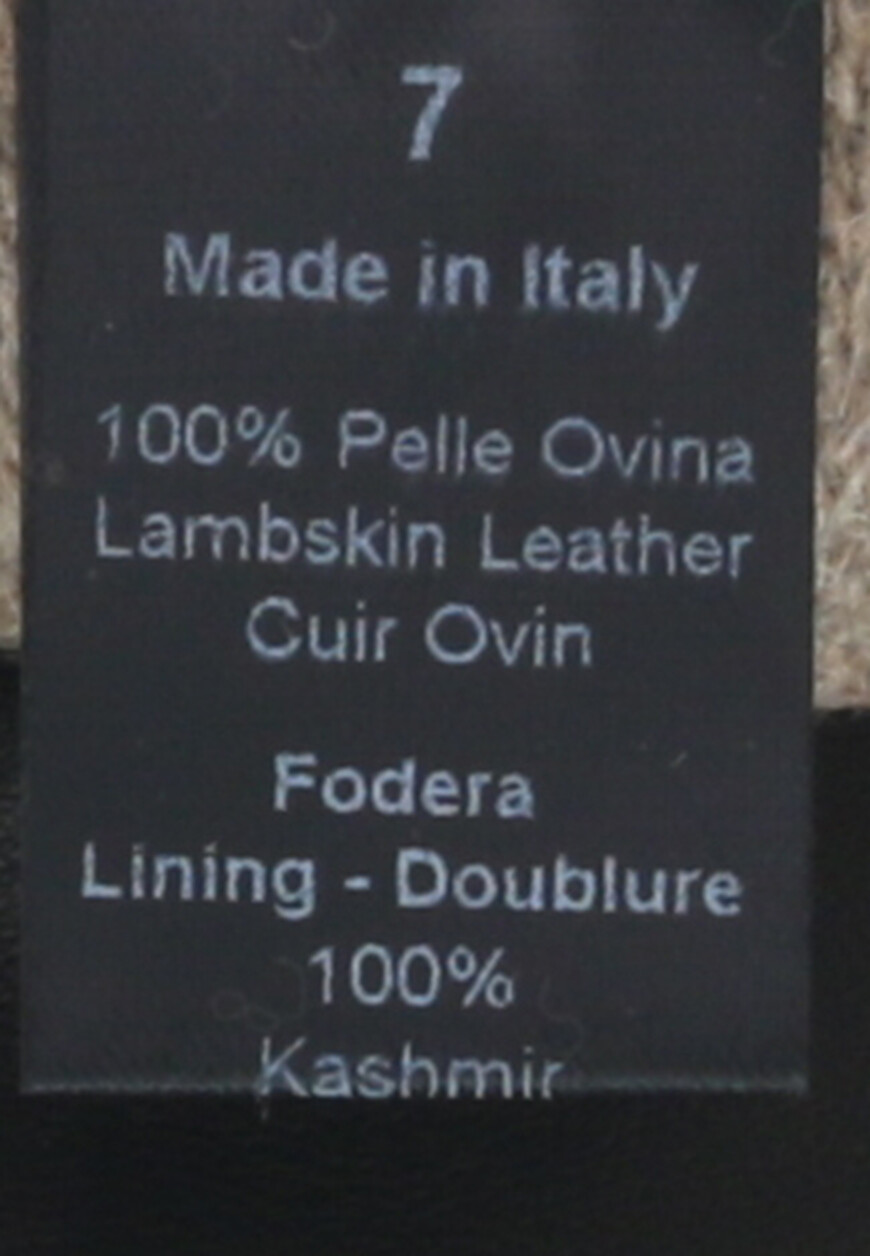 7
Made in Italy
100% Pelle Ovina
Lambskin Leather
Cuir Ovin
Fodera
Lining - Doublure
100%
Kashmir